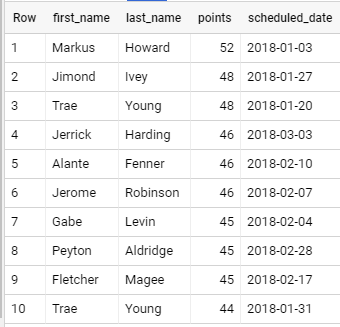 Row first_name last_name points scheduled_date
1 Markus Howard 52 2018-01-03
2 Jimond Ivey 48 2018-01-27
3 Trae Young 48 2018-01-20
4 Jerrick Harding 46 2018-03-03
5 Alante Fenner 46 2018-02-10
6 Jerome Robinson 46 2018-02-07
7 Gabe Levin 45 2018-02-04
8 Peyton Aldridge 45 2018-02-28
9 Fletcher Magee 45 2018-02-17
10 Trae Young 44 2018-01-31